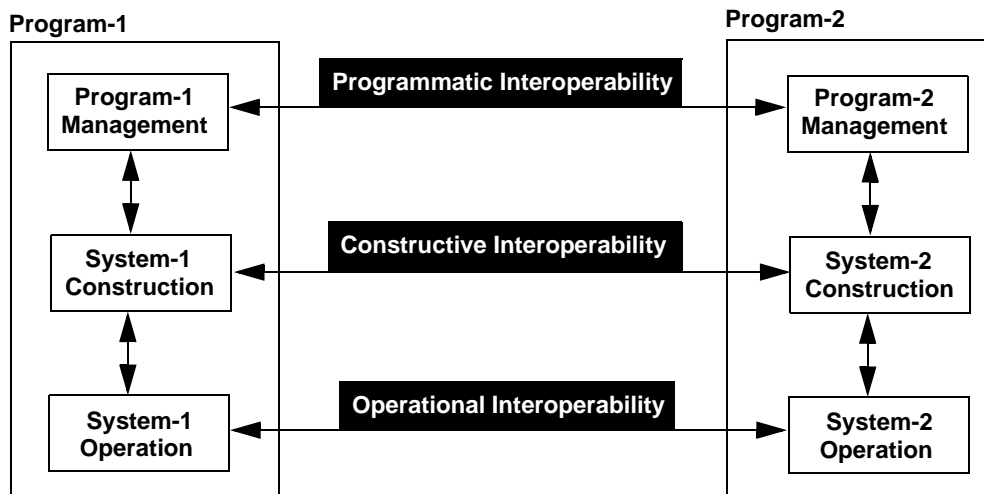 Program-1
Program-2
Programmatic Interoperability
Program-1
Management
Program-2
Management
Constructive Interoperability
System-1
Construction
System-2
Construction
Operational Interoperability
System-1
Operation
System-2
Operation